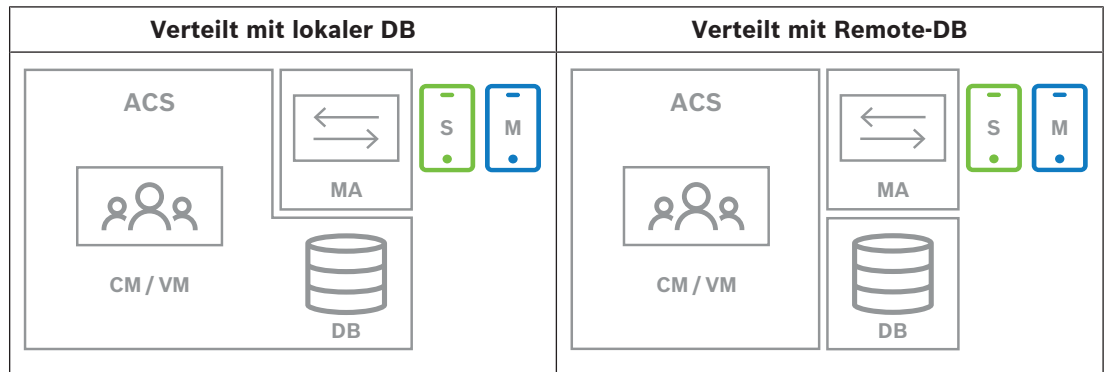 Verteilt mit lokaler DB
Verteilt mit Remote-DB
ACS
S
M
MA
CM / VM
DB
ACS
S
M
MA
CM / VM
DB